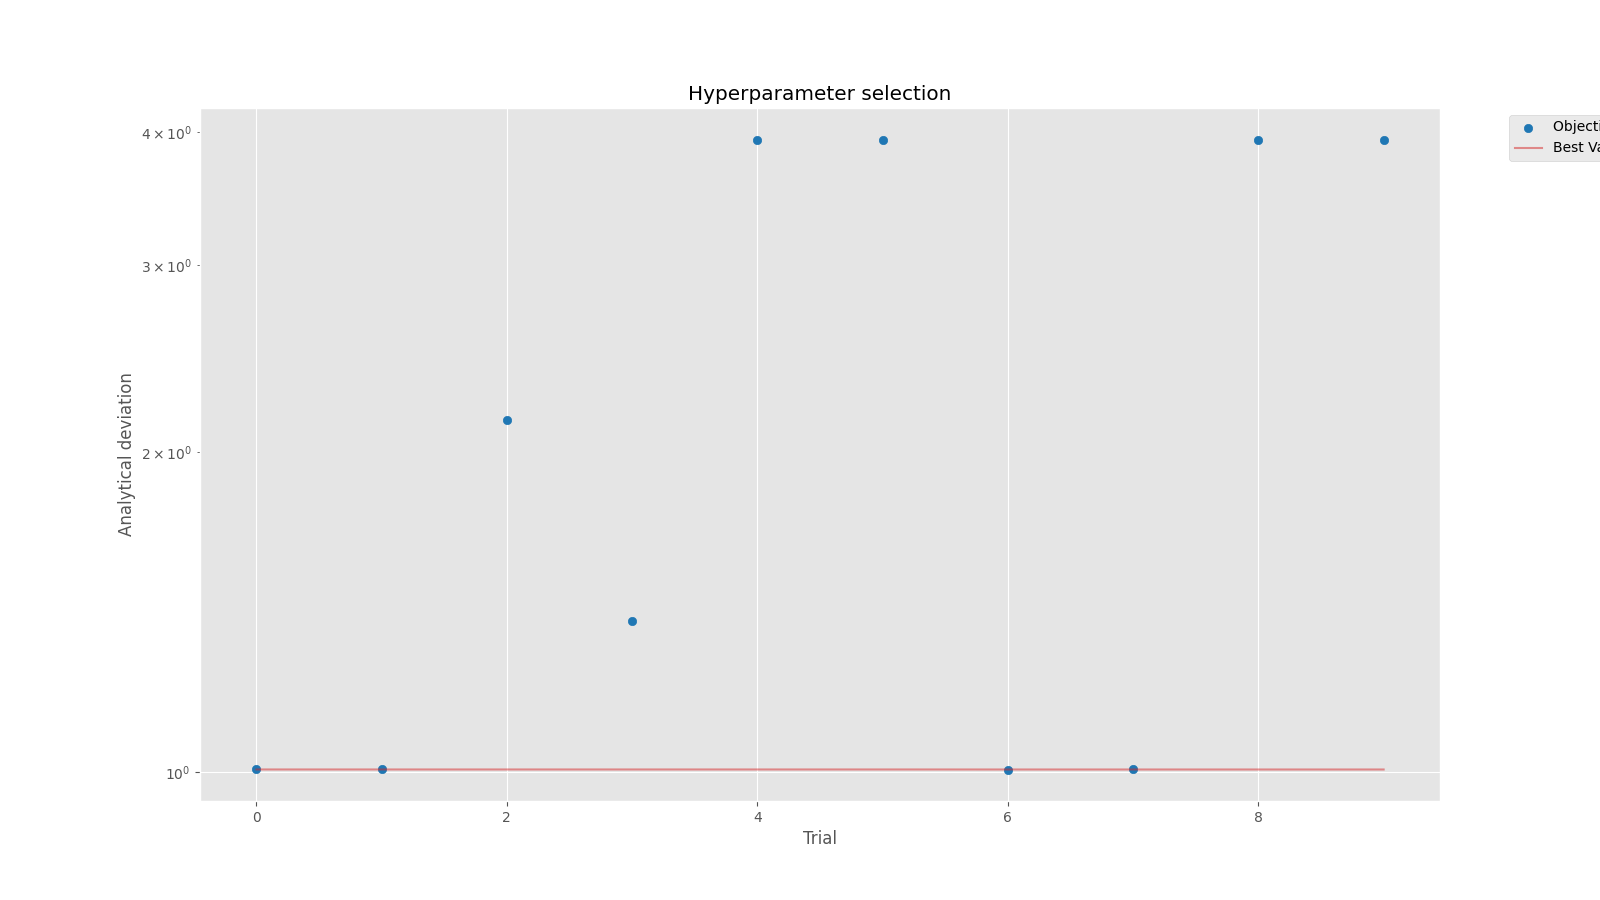 Hyperparameter selection
4 × 10⁰
3 × 10⁰
2 × 10⁰
10⁰
Analytical deviation
0 2 4 6 8
Trial
Objecti
Best Va